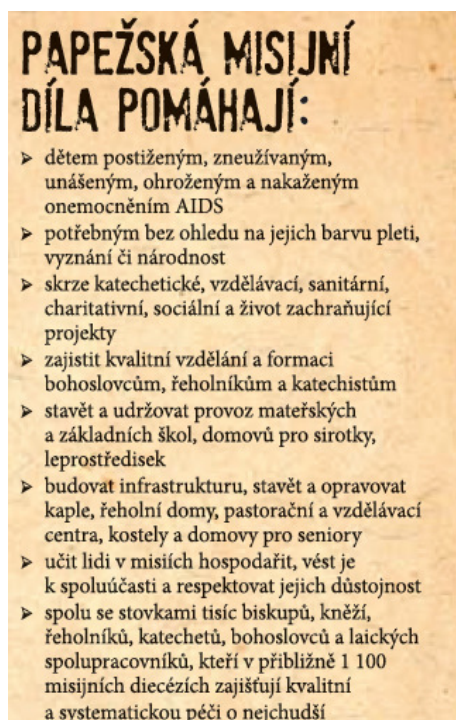 PAPEŽSKÁ MISIJNÍ
DÍLA POMÁHAJÍ:
➢ dětem postiženým, zneužívaným,
unášeným, ohroženým a nakaženým
onemocněním AIDS
➢ potřebným bez ohledu na jejich barvu pleti,
vyznání či národnost
➢ skrze katechetické, vzdělávací, sanitární,
charitativní, sociální a život zachraňující
projekty
➢ zajistit kvalitní vzdělání a formaci
bohoslovcům, řeholníkům a katechistům
➢ stavět a udržovat provoz mateřských
a základních škol, domovů pro sirotky,
leprostředisek
➢ budovat infrastrukturu, stavět a opravovat
kaple, řeholní domy, pastorační a vzdělávací
centra, kostely a domovy pro seniory
➢ učit lidi v misiích hospodařit, vést je
k spoluúčasti a respektovat jejich důstojnost
➢ spolu se stovkami tisíc biskupů, kněží,
řeholníků, katechetů, bohoslovců a laických
spolupracovníků, kteří v přibližně 1 100
misijních diecézích zajišťují kvalitní
a systematickou péči o nejchudší